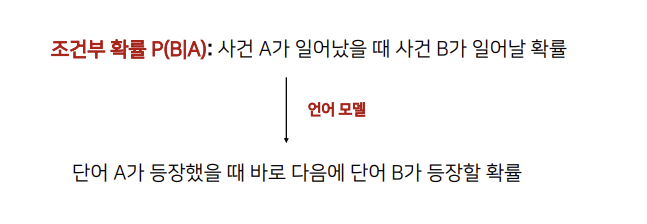 조건부 확률 P(B|A): 사건 A가 일어났을 때 사건 B가 일어날 확률
언어 모델
단어 A가 등장했을 때 바로 다음에 단어 B가 등장할 확률